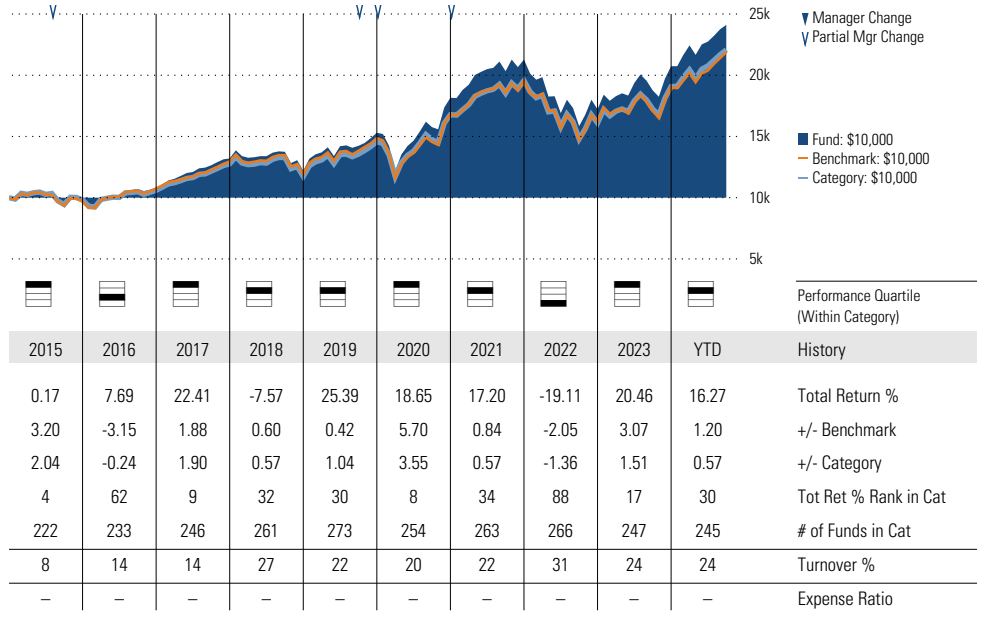 25k
▼ Manager Change
Partial Mgr Change
20k
15k
Fund: $10,000
Benchmark: $10,000
Category: $10,000
10k
5k
Performance Quartile
(Within Category)
2015 2016 2017 2018 2019 2020 2021 2022 2023 YTD History
0.17 7.69 22.41 -7.57 25.39 18.65 17.20 -19.11 20.46 16.27 Total Return %
3.20 -3.15 1.88 0.60 0.42 5.70 0.84 -2.05 3.07 1.20 +/- Benchmark
2.04 -0.24 1.90 0.57 1.04 3.55 0.57 -1.36 1.51 0.57 +/- Category
4 62 9 32 30 8 34 88 17 30 Tot Ret % Rank in Cat
222 233 246 261 273 254 263 266 247 245 # of Funds in Cat
8 14 14 27 22 20 22 31 24 24 Turnover %
– – – – – – – – – – Expense Ratio